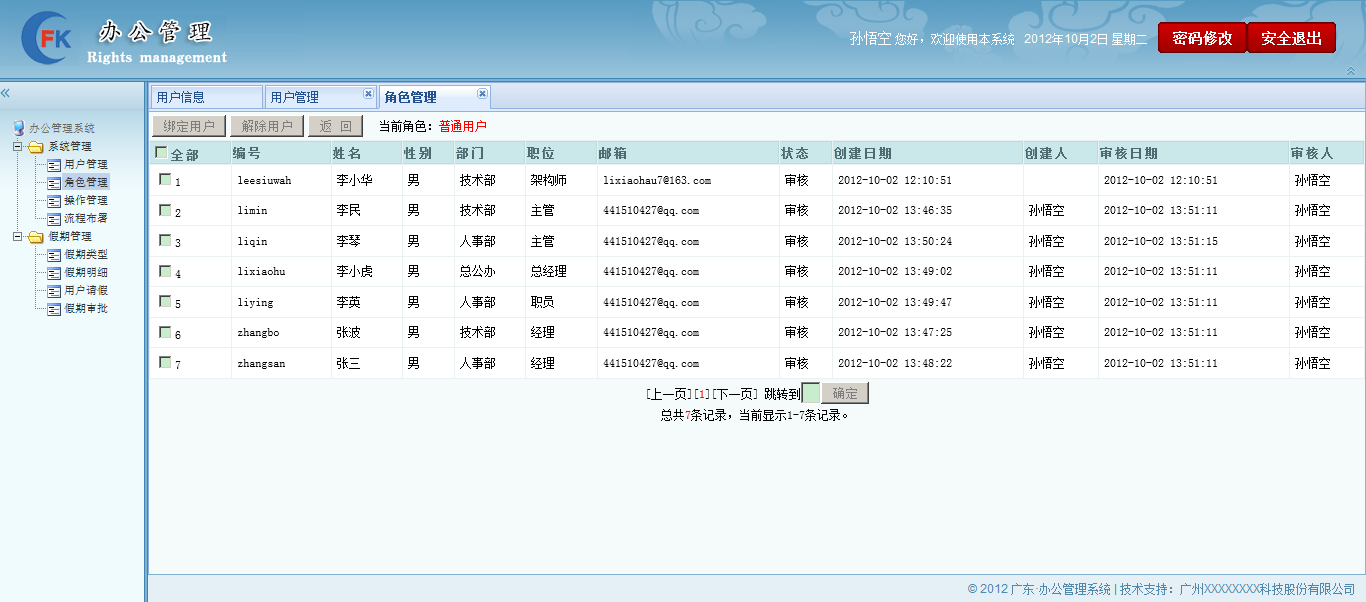 FK 办公管理
Rights management
孙悟空 您好，欢迎使用本系统 2012年10月2日 星期二 密码修改 安全退出
办公管理系统
系统管理
用户管理
角色管理
操作管理
流程布署
假期管理
假期类型
假期明细
用户请假
假期审批
用户信息 用户管理 角色管理
绑定用户 解除用户 返 回 当前角色：普通用户
全部 编号 姓名 性别 部门 职位 邮箱 状态 创建日期 创建人 审核日期 审核人
1 leesiuwah 李小华 男 技术部 架构师 lixiaohau7@163.com 审核 2012-10-02 12:10:51 2012-10-02 12:10:51 孙悟空
2 limin 李民 男 技术部 主管 441510427@qq.com 审核 2012-10-02 13:46:35 孙悟空 2012-10-02 13:51:11 孙悟空
3 liqin 李琴 男 人事部 主管 441510427@qq.com 审核 2012-10-02 13:50:24 孙悟空 2012-10-02 13:51:15 孙悟空
4 lixiaohu 李小虎 男 总公办 总经理 441510427@qq.com 审核 2012-10-02 13:49:02 孙悟空 2012-10-02 13:51:11 孙悟空
5 liying 李英 男 人事部 职员 441510427@qq.com 审核 2012-10-02 13:49:47 孙悟空 2012-10-02 13:51:11 孙悟空
6 zhangbo 张波 男 技术部 经理 441510427@qq.com 审核 2012-10-02 13:47:25 孙悟空 2012-10-02 13:51:11 孙悟空
7 zhangsan 张三 男 人事部 经理 441510427@qq.com 审核 2012-10-02 13:48:22 孙悟空 2012-10-02 13:51:11 孙悟空
[上一页][1][下一页] 跳转到 确定
总共7条记录，当前显示1-7条记录。
© 2012 广东·办公管理系统 | 技术支持：广州XXXXXXXX科技股份有限公司